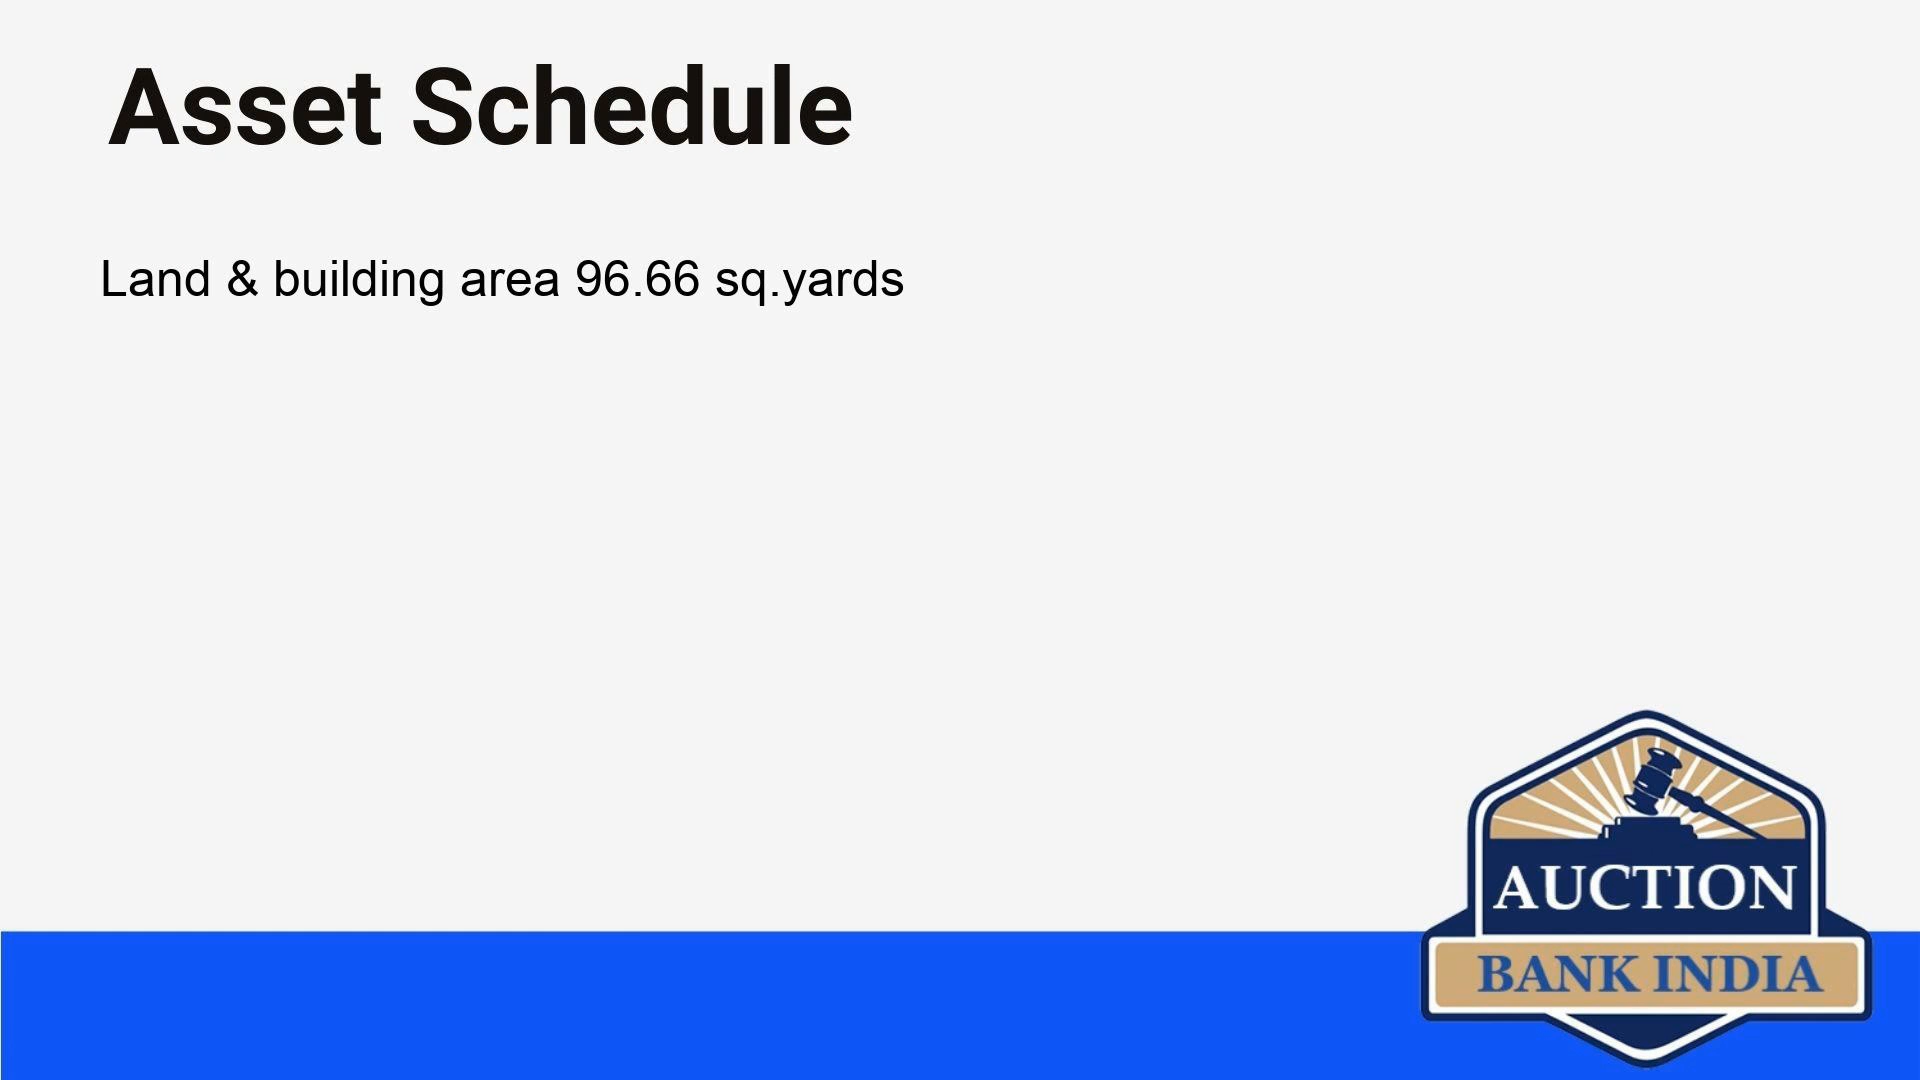 Asset Schedule
Land & building area 96.66 sq.yards
AUCTION
BANK INDIA